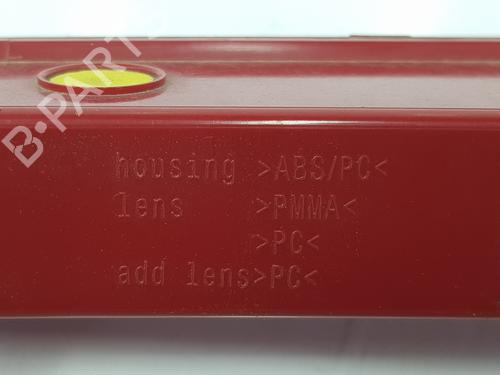 B-PARTS
housing >ABS/PC<
lens >PMMA<
>PC<
add lens>PC<